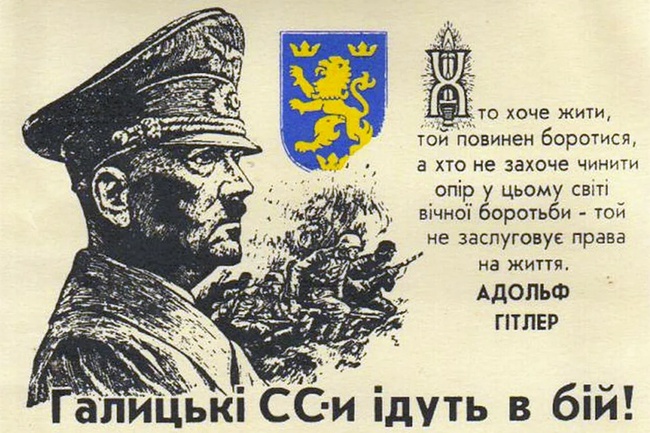 Хто хоче жити,
той повинен боротися,
а хто не захоче чинити
опір у цьому світі
вічної боротьби - той
не заслуговує права
на життя.
АДОЛЬФ
ГІТЛЕР
Галицькі СС-и ідуть в бій!